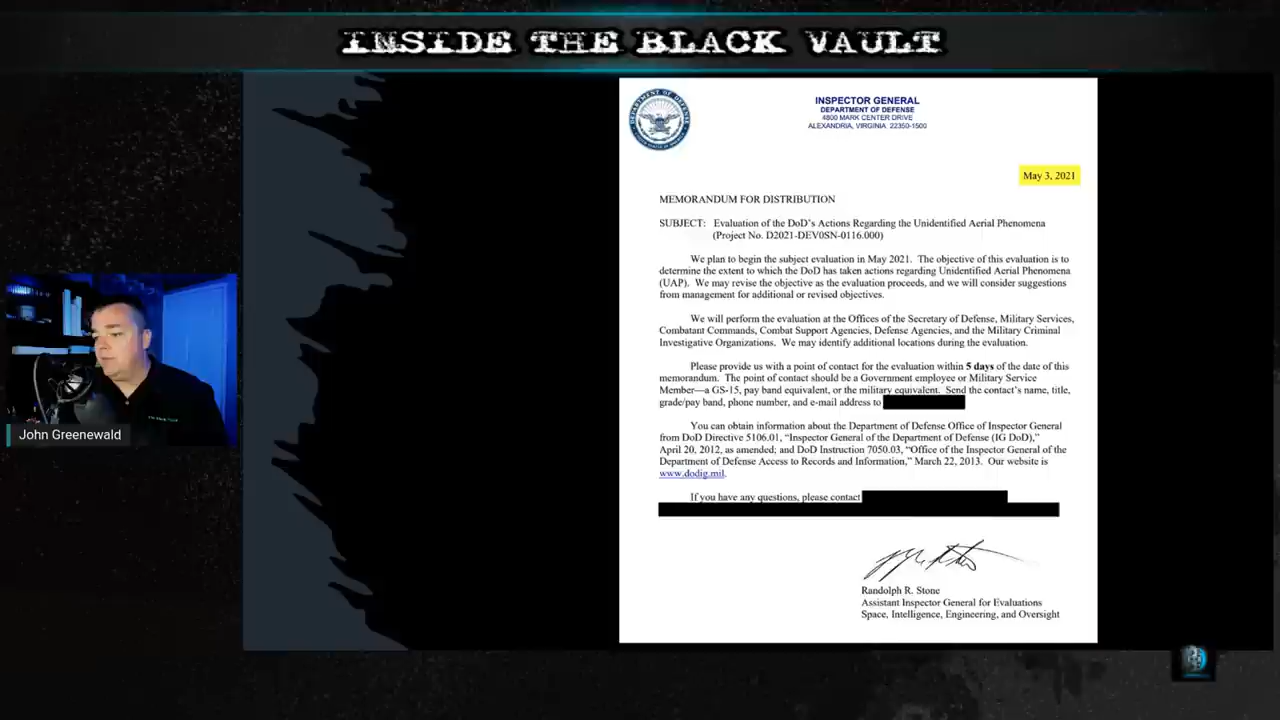 INSIDE THE BLACK VAULT
INSPECTOR GENERAL
DEPARTMENT OF DEFENSE
4800 MARK CENTER DRIVE
ALEXANDRIA, VIRGINIA 22350-1500
May 3, 2021
MEMORANDUM FOR DISTRIBUTION
SUBJECT: Evaluation of the DoD's Actions Regarding the Unidentified Aerial Phenomena
(Project No. D2021-DEV0SN-0116.000)
We plan to begin the subject evaluation in May 2021. The objective of this evaluation is to
determine the extent to which the DoD has taken actions regarding Unidentified Aerial Phenomena
(UAP). We may revise the objective as the evaluation proceeds, and we will consider suggestions
from management for additional or revised objectives.
We will perform the evaluation at the Offices of the Secretary of Defense, Military Services,
Combatant Commands, Combat Support Agencies, Defense Agencies, and the Military Criminal
Investigative Organizations. We may identify additional locations during the evaluation.
Please provide us with a point of contact for the evaluation within 5 days of the date of this
memorandum. The point of contact should be a Government employee or Military Service
Member—a GS-15, pay band equivalent, or the military equivalent. Send the contact's name, title,
grade/pay band, phone number, and e-mail address to
You can obtain information about the Department of Defense Office of Inspector General
from DoD Directive 5106.01, “Inspector General of the Department of Defense (IG DoD),”
April 20, 2012, as amended; and DoD Instruction 7050.03, “Office of the Inspector General of the
Department of Defense Access to Records and Information,” March 22, 2013. Our website is
www.dodig.mil.
If you have any questions, please contact
Randolph R. Stone
Assistant Inspector General for Evaluations
Space, Intelligence, Engineering, and Oversight
John Greenewald